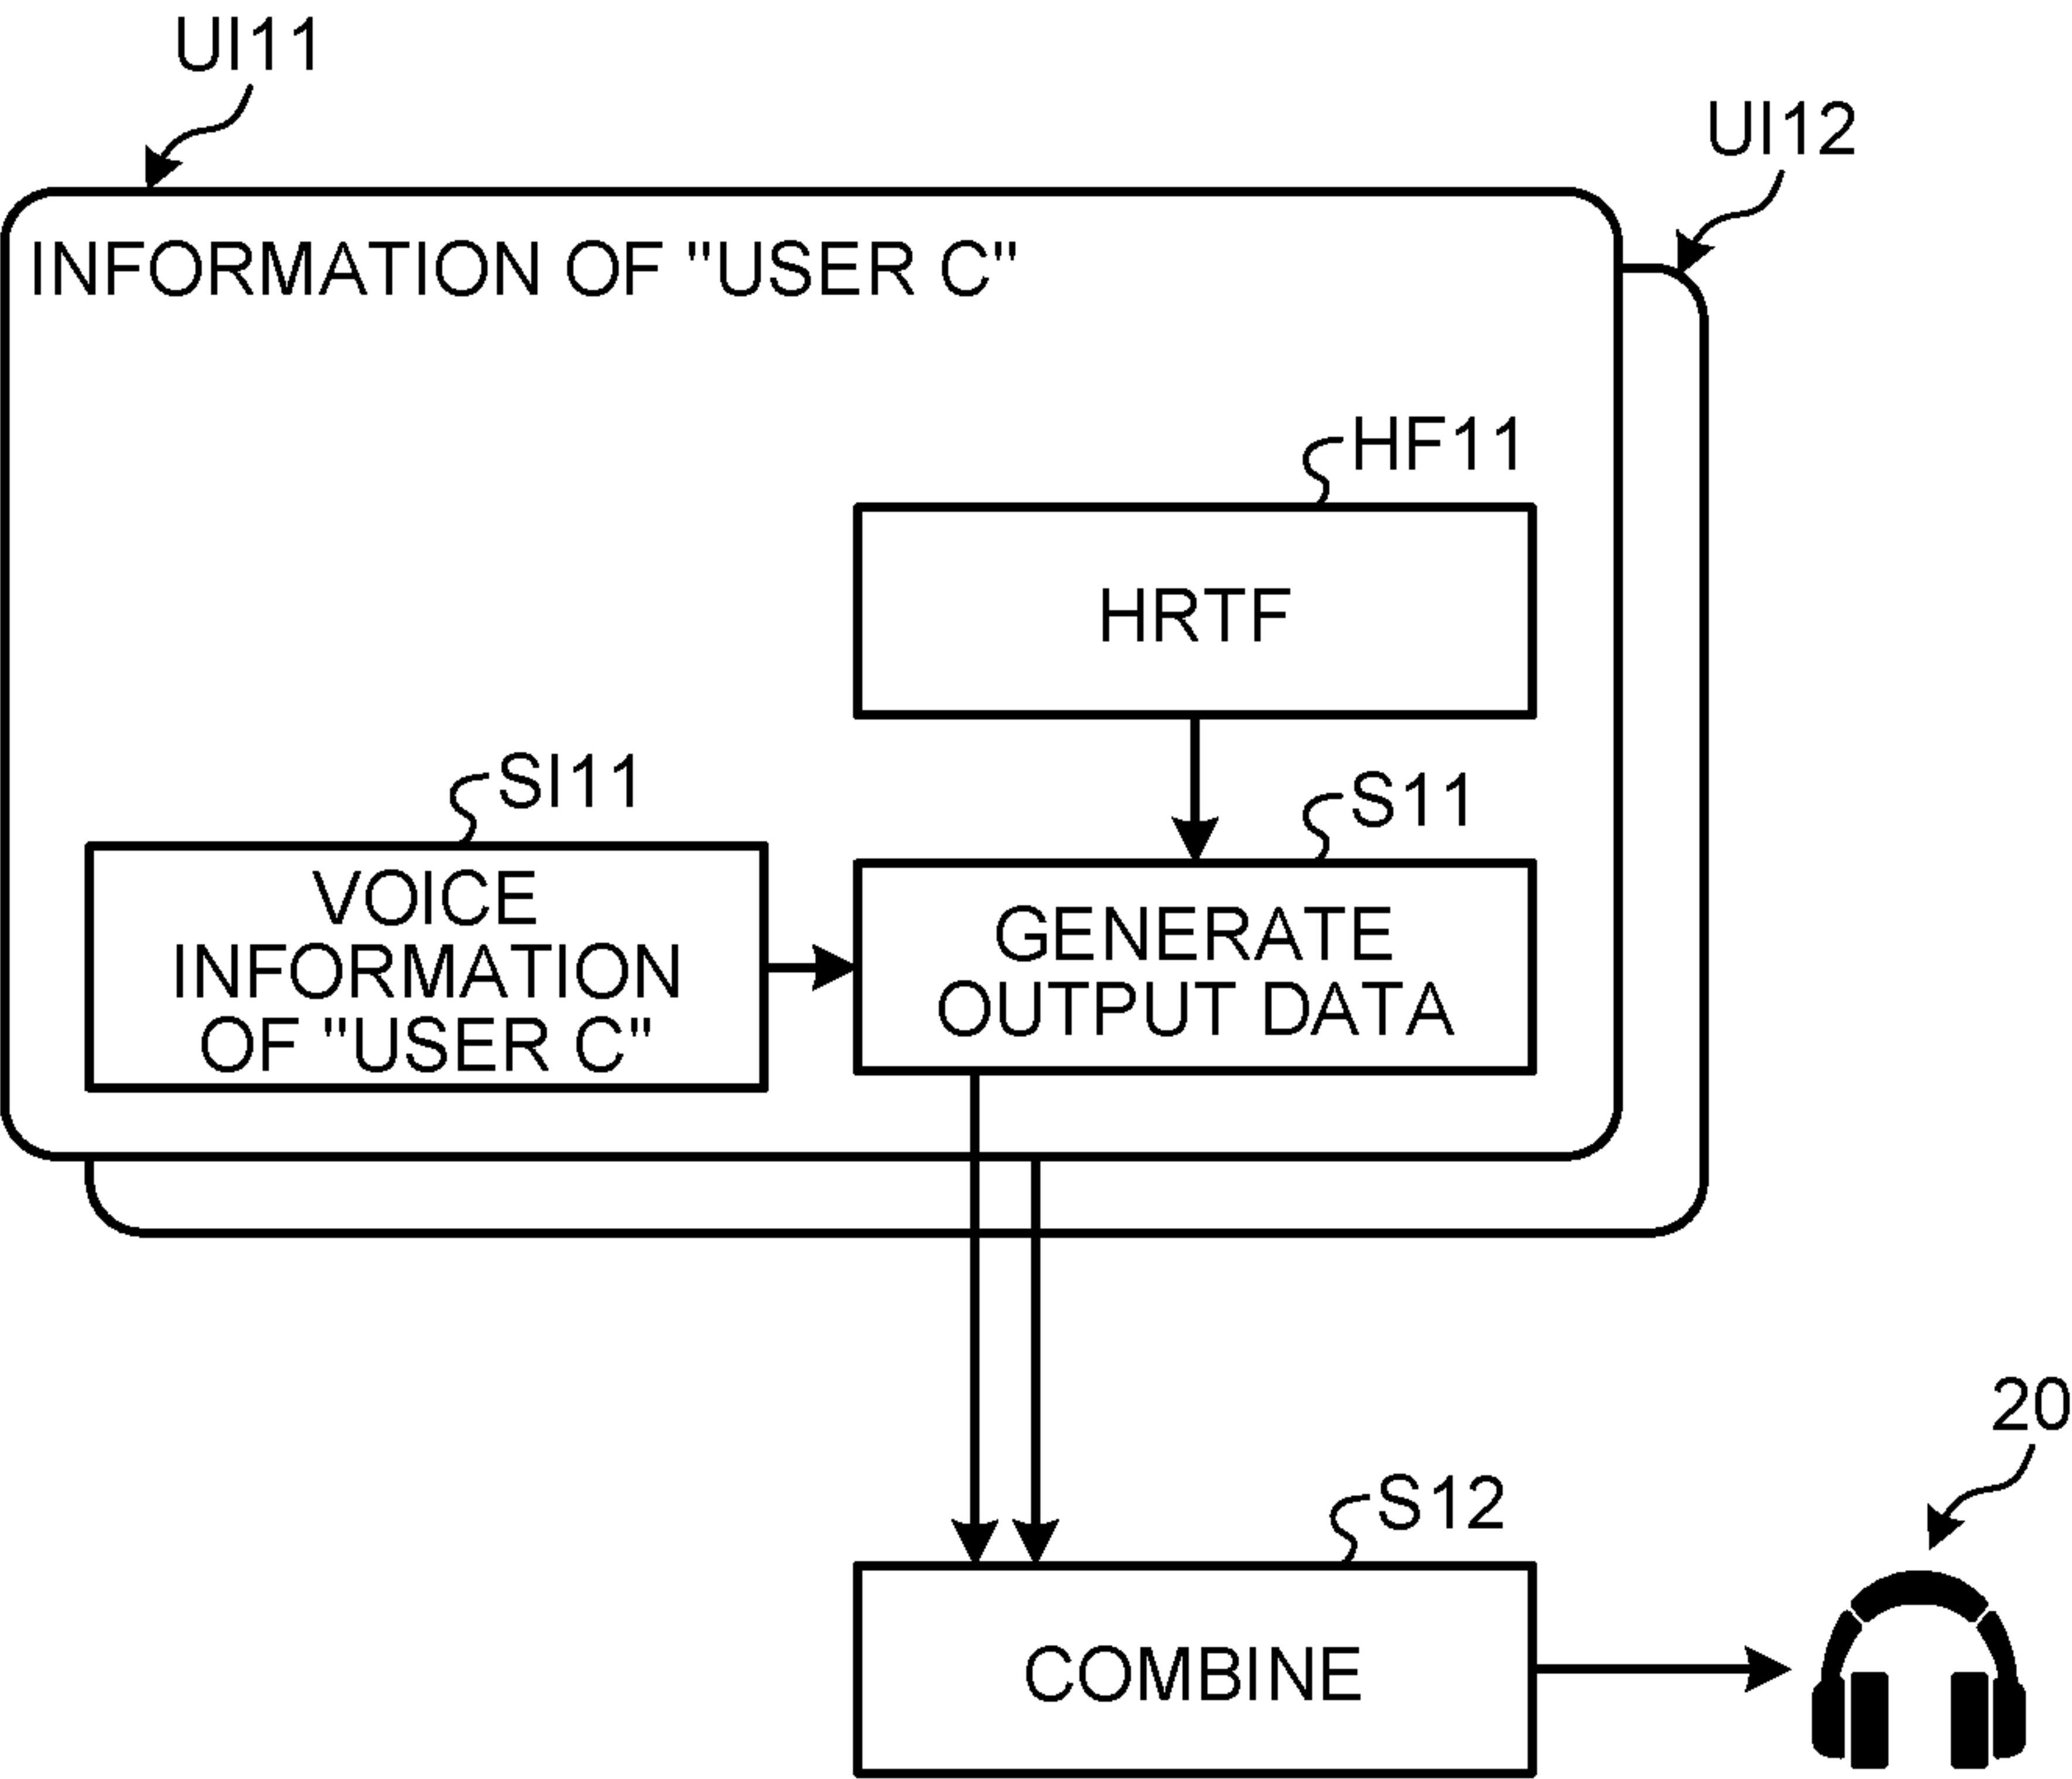 UI11
UI12
INFORMATION OF "USER C"
HF11
HRTF
SI11
S11
VOICE
INFORMATION
OF "USER C"
GENERATE
OUTPUT DATA
20
S12
COMBINE